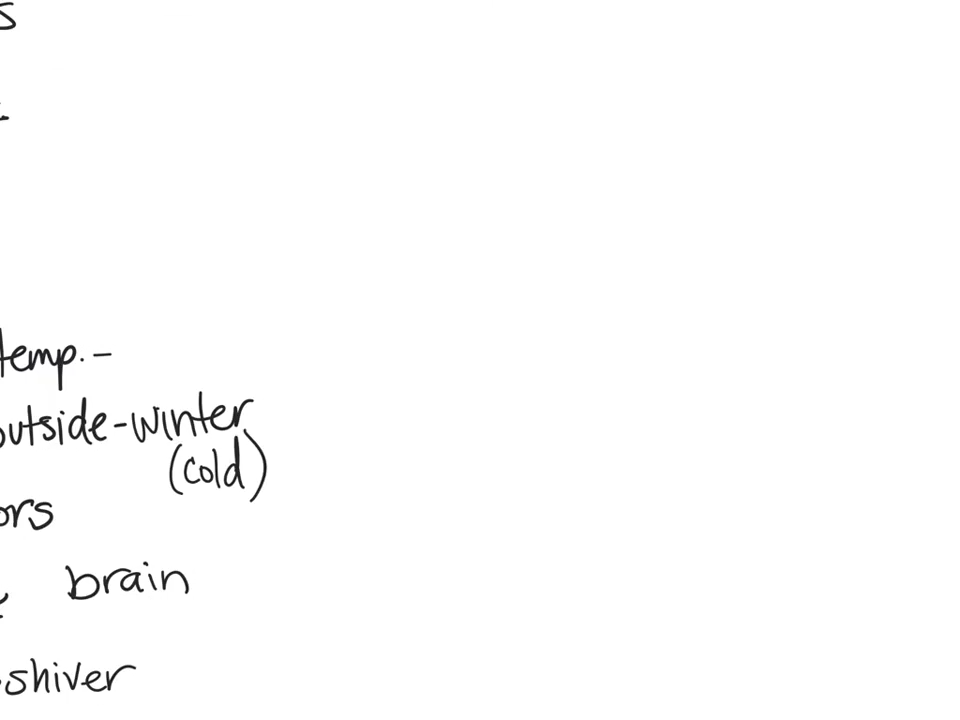 s
temp. -
outside-winter
(cold)
ors
brain
-shiver